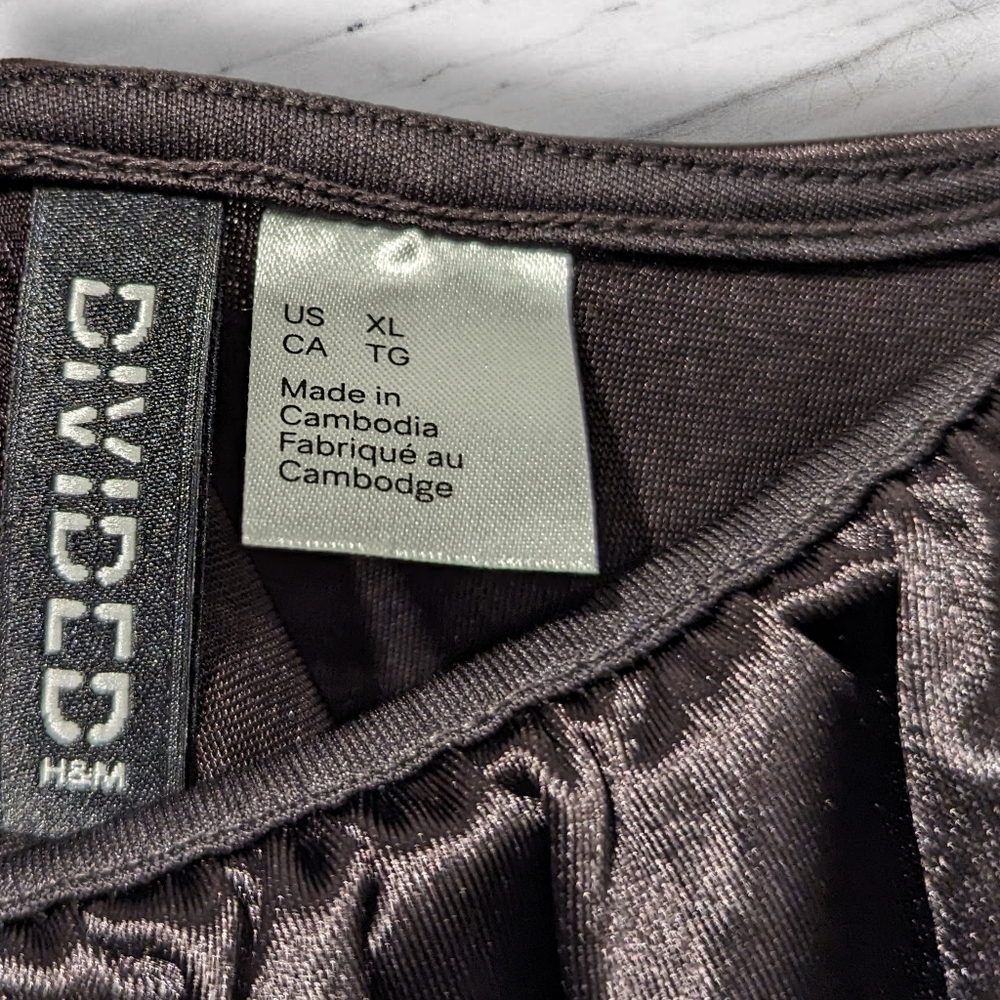 DIVIDED
H&M
US XL
CA TG
Made in
Cambodia
Fabriqué au
Cambodge